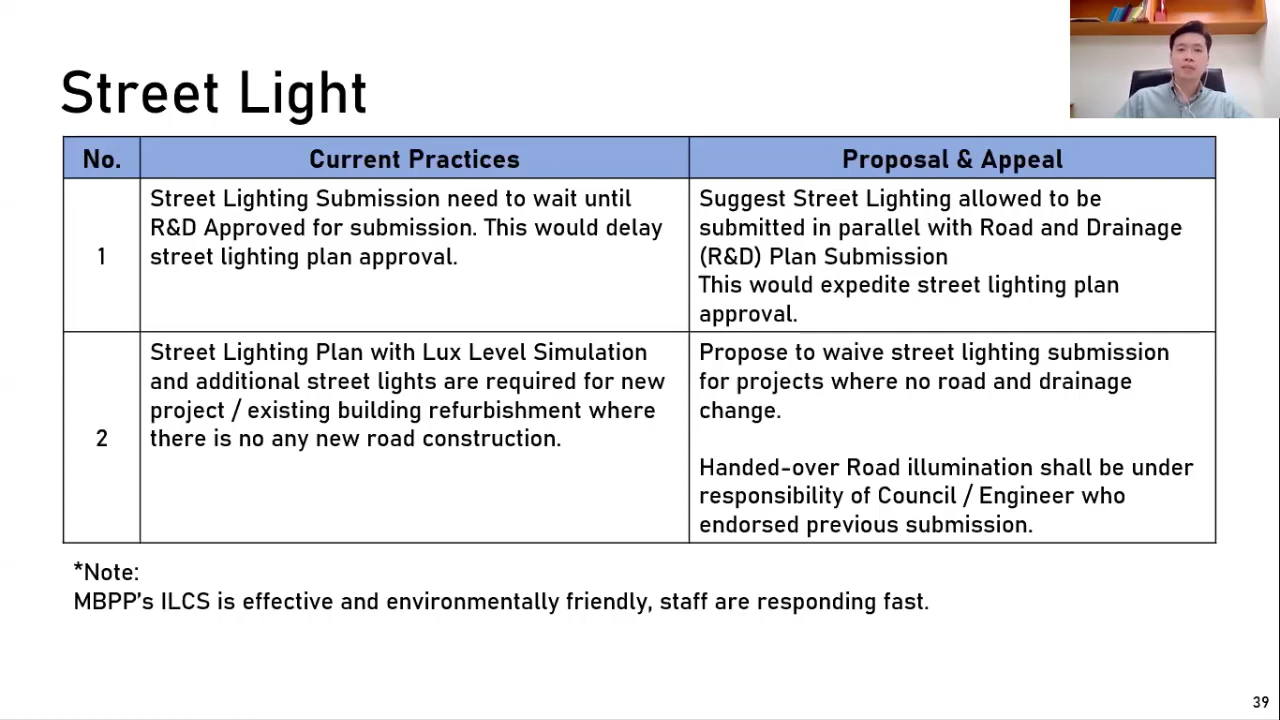 Street Light
No.
Current Practices
Proposal & Appeal
1
Street Lighting Submission need to wait until
R&D Approved for submission. This would delay
street lighting plan approval.
Suggest Street Lighting allowed to be
submitted in parallel with Road and Drainage
(R&D) Plan Submission
This would expedite street lighting plan
approval.
2
Street Lighting Plan with Lux Level Simulation
and additional street lights are required for new
project / existing building refurbishment where
there is no any new road construction.
Propose to waive street lighting submission
for projects where no road and drainage
change.
Handed-over Road illumination shall be under
responsibility of Council / Engineer who
endorsed previous submission.
*Note:
MBPP's ILCS is effective and environmentally friendly, staff are responding fast.
39